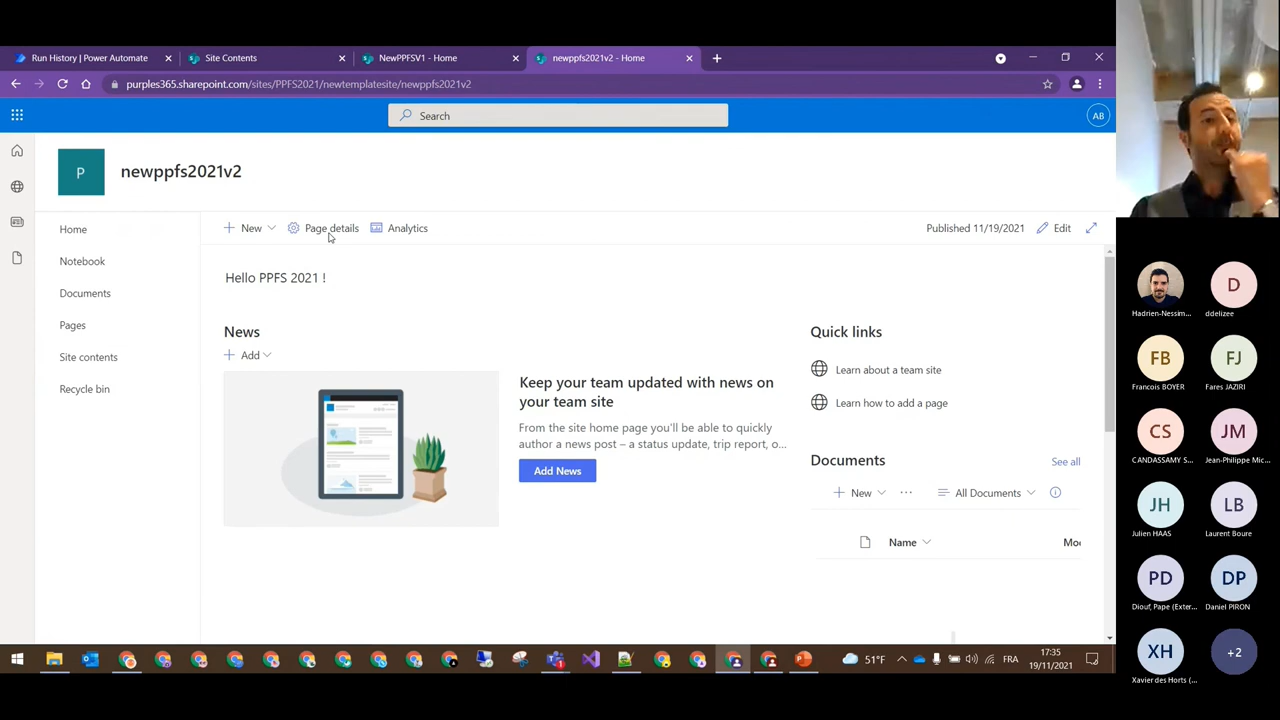 Run History | Power Automate
Site Contents
NewPPFSV1 - Home
newppfs2021v2 - Home
purples365.sharepoint.com/sites/PPFS2021/newtemplatesite/newppfs2021v2
Search
AB
P
newppfs2021v2
Home
Notebook
Documents
Pages
Site contents
Recycle bin
New
Page details
Analytics
Published 11/19/2021
Edit
Hello PPFS 2021 !
News
Add
Keep your team updated with news on
your team site
From the site home page you'll be able to quickly
author a news post – a status update, trip report, o...
Add News
Quick links
Learn about a team site
Learn how to add a page
Documents
See all
New
All Documents
Name
Mo
51°F
FRA
17:35
19/11/2021
Hadrien-Nessim...
D
ddelizee
FB
Francois BOYER
FJ
Fares JAZIRI
CS
CANDASSAMY S...
JM
Jean-Philippe Mic...
JH
Julien HAAS
LB
Laurent Boure
PD
Diouf, Pape (Exter...
DP
Daniel PIRON
XH
Xavier des Horts (...
+2